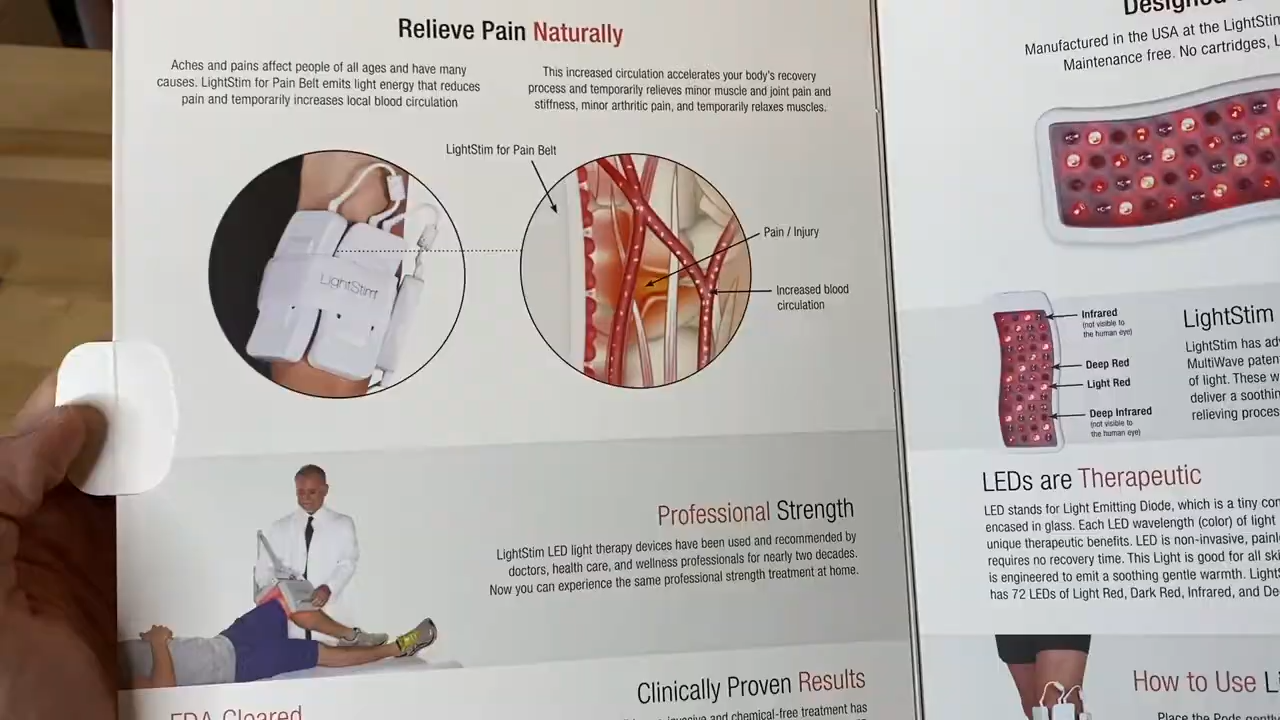 Relieve Pain Naturally
Aches and pains affect people of all ages and have many
causes. LightStim for Pain Belt emits light energy that reduces
pain and temporarily increases local blood circulation
This increased circulation accelerates your body's recovery
process and temporarily relieves minor muscle and joint pain and
stiffness, minor arthritic pain, and temporarily relaxes muscles.
LightStim for Pain Belt
LightStim
Pain / Injury
Increased blood
circulation
Professional Strength
LightStim LED light therapy devices have been used and recommended by
doctors, health care, and wellness professionals for nearly two decades.
Now you can experience the same professional strength treatment at home.
Clinically Proven Results
and chemical-free treatment has
FDA Cleared
Designed
Manufactured in the USA at the LightStim
Maintenance free. No cartridges,
Infrared
(not visible to
the human eye)
Deep Red
Light Red
Deep Infrared
(not visible to
the human eye)
LightStim
LightStim has
MultiWave
of light. These
deliver a
relieving
LEDs are Therapeutic
LED stands for Light Emitting Diode, which is a tiny
encased in glass. Each LED wavelength (color) of light
unique therapeutic benefits. LED is non-invasive,
requires no recovery time. This Light is good for all
is engineered to emit a soothing gentle warmth.
has 72 LEDs of Light Red, Dark Red, Infrared, and
How to Use
Place the Pods